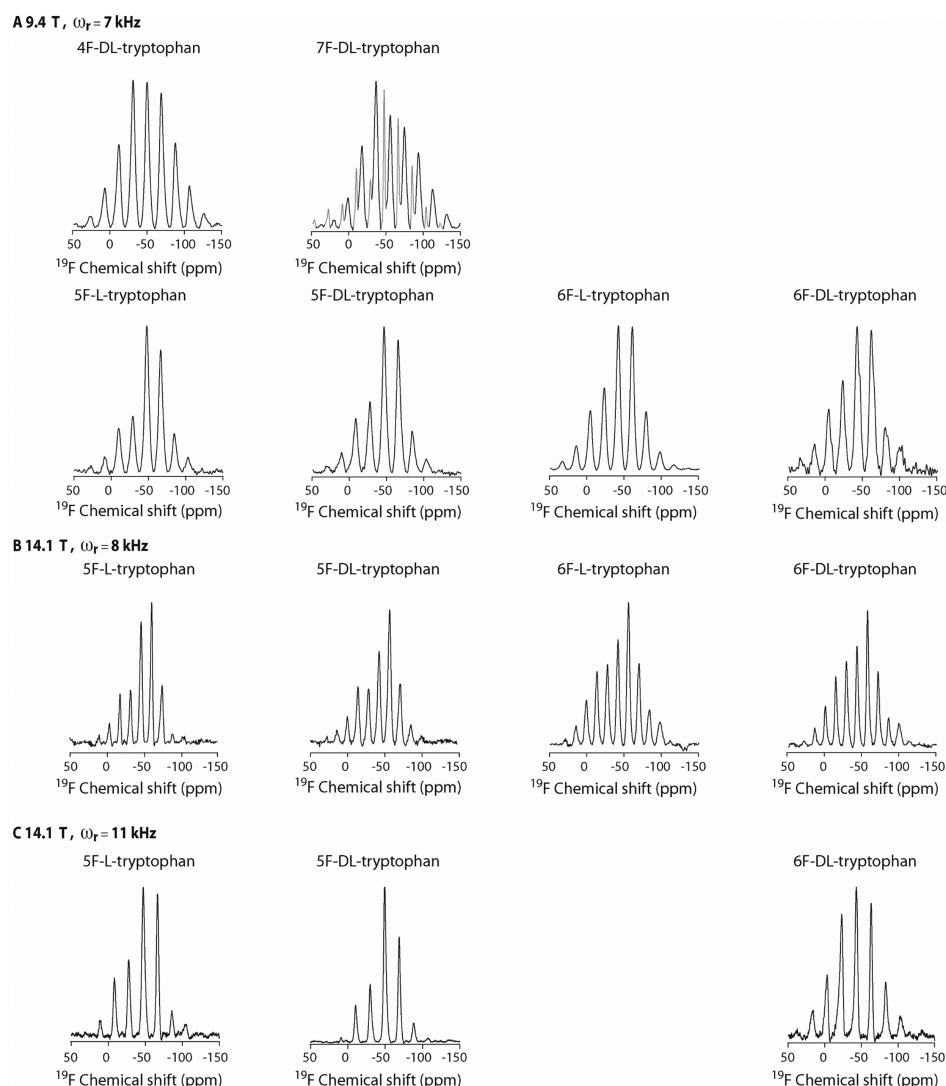 A 9.4 T, ωr = 7 kHz
4F-DL-tryptophan 7F-DL-tryptophan
50 0 -50 -100 -150 50 0 -50 -100 -150
19F Chemical shift (ppm) 19F Chemical shift (ppm)
5F-L-tryptophan 5F-DL-tryptophan 6F-L-tryptophan 6F-DL-tryptophan
50 0 -50 -100 -150 50 0 -50 -100 -150 50 0 -50 -100 -150 50 0 -50 -100 -150
19F Chemical shift (ppm) 19F Chemical shift (ppm) 19F Chemical shift (ppm) 19F Chemical shift (ppm)
B 14.1 T, ωr = 8 kHz
5F-L-tryptophan 5F-DL-tryptophan 6F-L-tryptophan 6F-DL-tryptophan
50 0 -50 -100 -150 50 0 -50 -100 -150 50 0 -50 -100 -150 50 0 -50 -100 -150
19F Chemical shift (ppm) 19F Chemical shift (ppm) 19F Chemical shift (ppm) 19F Chemical shift (ppm)
C 14.1 T, ωr = 11 kHz
5F-L-tryptophan 5F-DL-tryptophan 6F-DL-tryptophan
50 0 -50 -100 -150 50 0 -50 -100 -150 50 0 -50 -100 -150
19F Chemical shift (ppm) 19F Chemical shift (ppm) 19F Chemical shift (ppm)